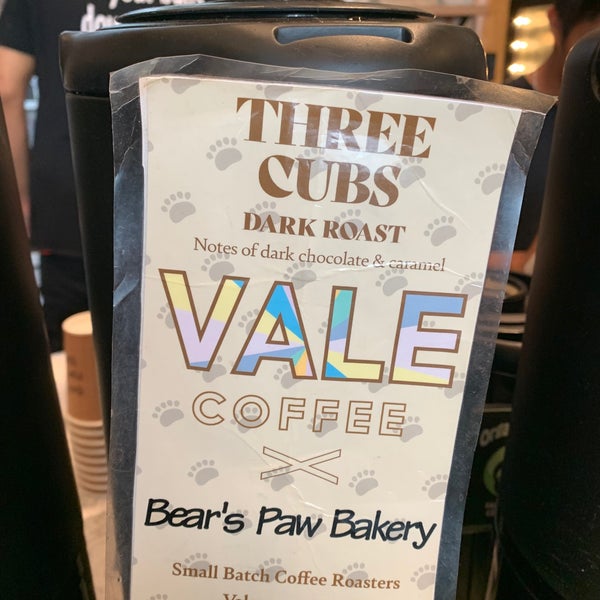 THREE
CUBS
DARK ROAST
Notes of dark chocolate & caramel
VALE
COFFEE
X
Bear's Paw Bakery
Small Batch Coffee Roasters